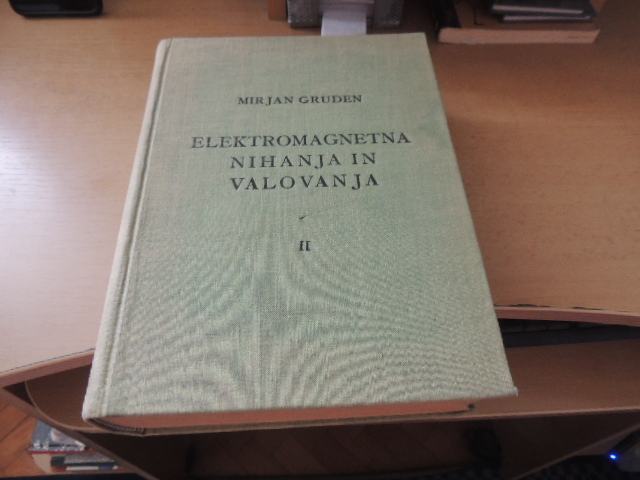 MIRJAN GRUDEN
ELEKTROMAGNETNA
NIHANJA IN
VALOVANJA
II